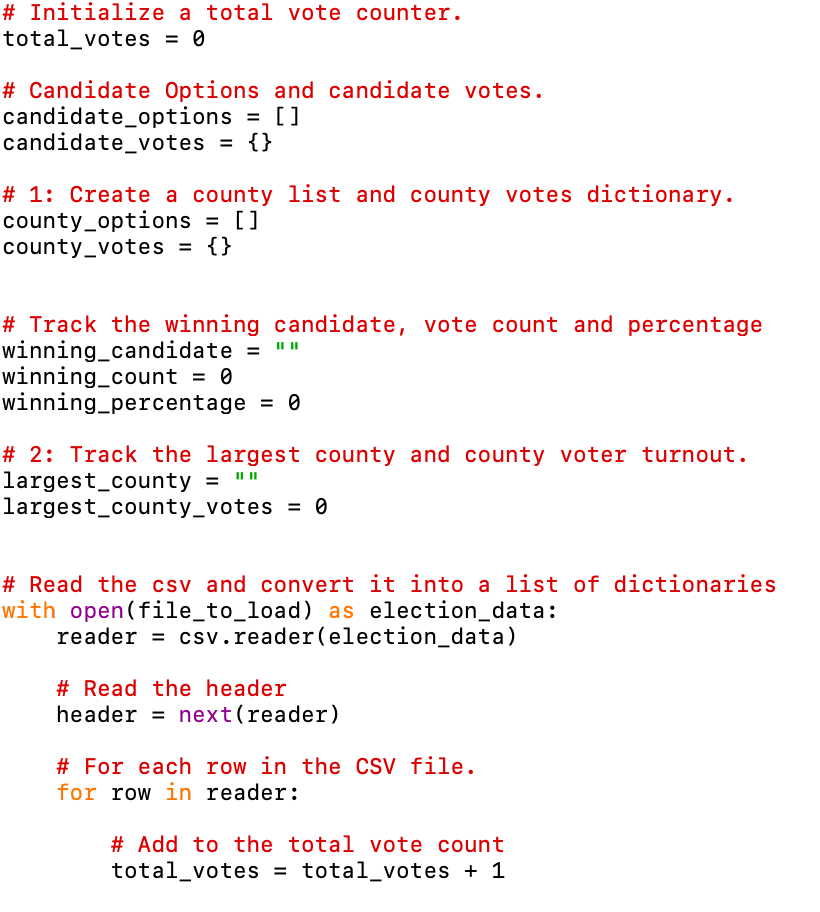 # Initialize a total vote counter.
total_votes = 0
# Candidate Options and candidate votes.
candidate_options = []
candidate_votes = {}
# 1: Create a county list and county votes dictionary.
county_options = []
county_votes = {}
# Track the winning candidate, vote count and percentage
winning_candidate = ""
winning_count = 0
winning_percentage = 0
# 2: Track the largest county and county voter turnout.
largest_county = ""
largest_county_votes = 0
# Read the csv and convert it into a list of dictionaries
with open(file_to_load) as election_data:
    reader = csv.reader(election_data)
    # Read the header
    header = next(reader)
    # For each row in the CSV file.
    for row in reader:
        # Add to the total vote count
        total_votes = total_votes + 1